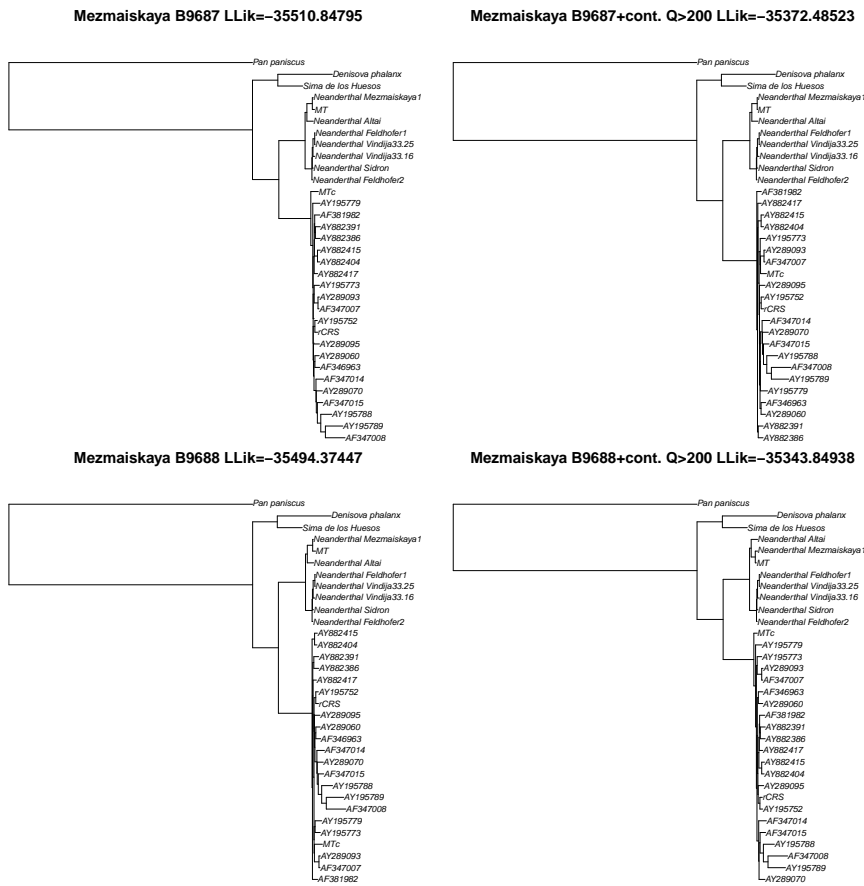 Mezmaiskaya B9687 LLik=−35510.84795
Pan paniscus
Denisova phalanx
Sima de los Huesos
Neanderthal Mezmaiskaya1
MT
Neanderthal Altai
Neanderthal Feldhofer1
Neanderthal Vindija33.25
Neanderthal Vindija33.16
Neanderthal Sidron
Neanderthal Feldhofer2
MTc
AY195779
AF381982
AY882391
AY882386
AY882415
AY882404
AY882417
AY195773
AY289093
AF347007
AY195752
rCRS
AY289095
AY289060
AF346963
AF347014
AY289070
AF347015
AY195788
AY195789
AF347008
Mezmaiskaya B9687+cont. Q>200 LLik=−35372.48523
Pan paniscus
Denisova phalanx
Sima de los Huesos
Neanderthal Mezmaiskaya1
MT
Neanderthal Altai
Neanderthal Feldhofer1
Neanderthal Vindija33.25
Neanderthal Vindija33.16
Neanderthal Sidron
Neanderthal Feldhofer2
AF381982
AY882417
AY882415
AY882404
AY195773
AY289093
AF347007
MTc
AY289095
AY195752
rCRS
AF347014
AY289070
AF347015
AY195788
AF347008
AY195789
AY195779
AF346963
AY289060
AY882391
AY882386
Mezmaiskaya B9688 LLik=−35494.37447
Pan paniscus
Denisova phalanx
Sima de los Huesos
Neanderthal Mezmaiskaya1
MT
Neanderthal Altai
Neanderthal Feldhofer1
Neanderthal Vindija33.25
Neanderthal Vindija33.16
Neanderthal Sidron
Neanderthal Feldhofer2
AY882415
AY882404
AY882391
AY882386
AY882417
AY195752
rCRS
AY289095
AY289060
AF346963
AF347014
AY289070
AF347015
AY195788
AY195789
AF347008
AY195779
AY195773
MTc
AY289093
AF347007
AF381982
Mezmaiskaya B9688+cont. Q>200 LLik=−35343.84938
Pan paniscus
Denisova phalanx
Sima de los Huesos
Neanderthal Altai
Neanderthal Mezmaiskaya1
MT
Neanderthal Feldhofer1
Neanderthal Vindija33.25
Neanderthal Vindija33.16
Neanderthal Sidron
Neanderthal Feldhofer2
MTc
AY195779
AY195773
AY289093
AF347007
AF346963
AY289060
AF381982
AY882391
AY882386
AY882417
AY882415
AY882404
AY289095
rCRS
AY195752
AF347014
AF347015
AY195788
AF347008
AY195789
AY289070